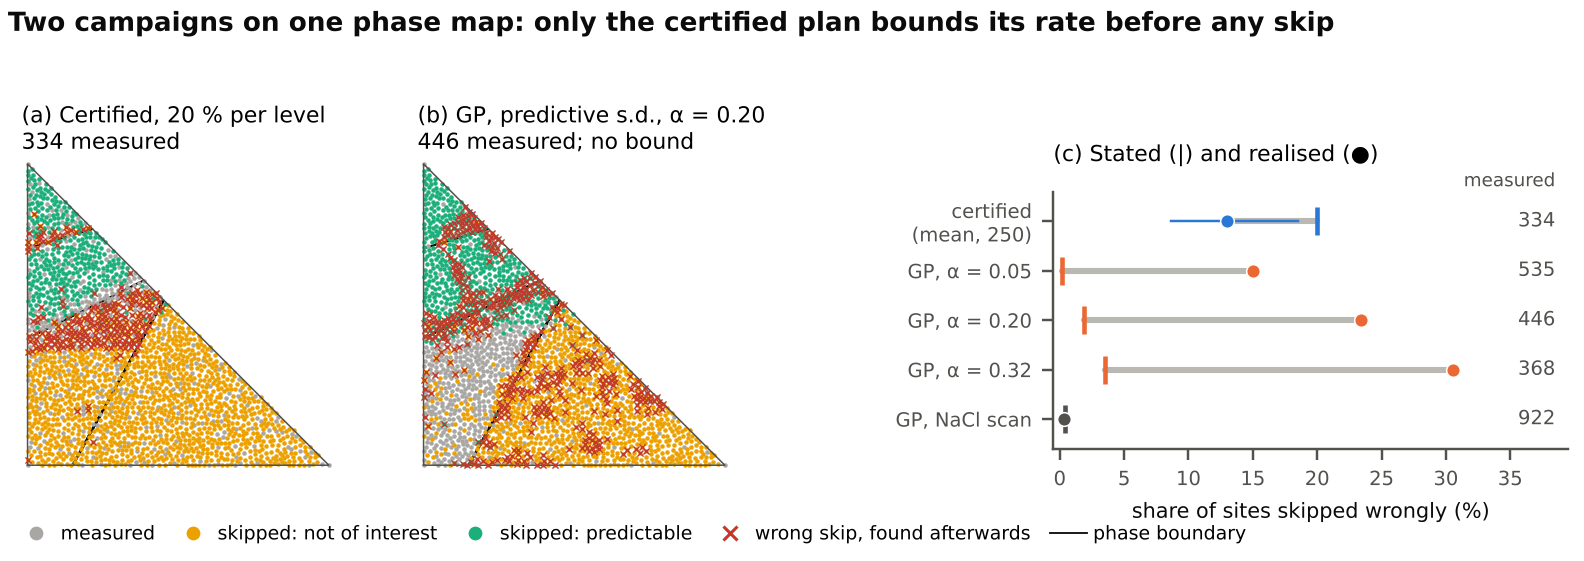 Two campaigns on one phase map: only the certified plan bounds its rate before any skip
(a) Certified, 20 % per level
334 measured
(b) GP, predictive s.d., α = 0.20
446 measured; no bound
(c) Stated (|) and realised (●)
measured
certified
(mean, 250)
334
GP, α = 0.05
535
GP, α = 0.20
446
GP, α = 0.32
368
GP, NaCl scan
922
0 5 10 15 20 25 30 35
share of sites skipped wrongly (%)
measured
skipped: not of interest
skipped: predictable
wrong skip, found afterwards
phase boundary